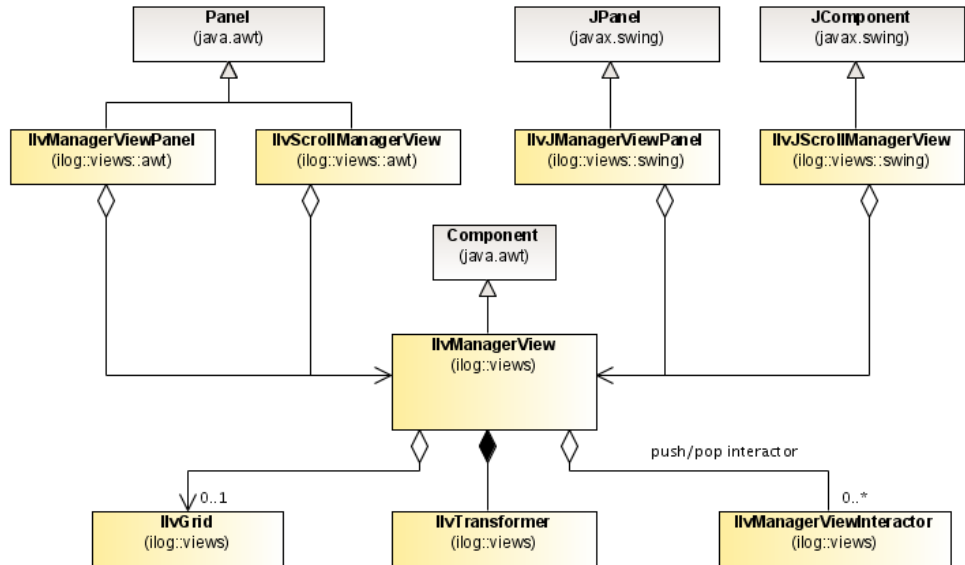 Panel
(java.awt)
JPanel
(javax.swing)
JComponent
(javax.swing)
IlvManagerViewPanel
(ilog::views::awt)
IlvScrollManagerView
(ilog::views::awt)
IlvJManagerViewPanel
(ilog::views::swing)
IlvJScrollManagerView
(ilog::views::swing)
Component
(java.awt)
IlvManagerView
(ilog::views)
push/pop interactor
0..1
0..*
IlvGrid
(ilog::views)
IlvTransformer
(ilog::views)
IlvManagerViewInteractor
(ilog::views)